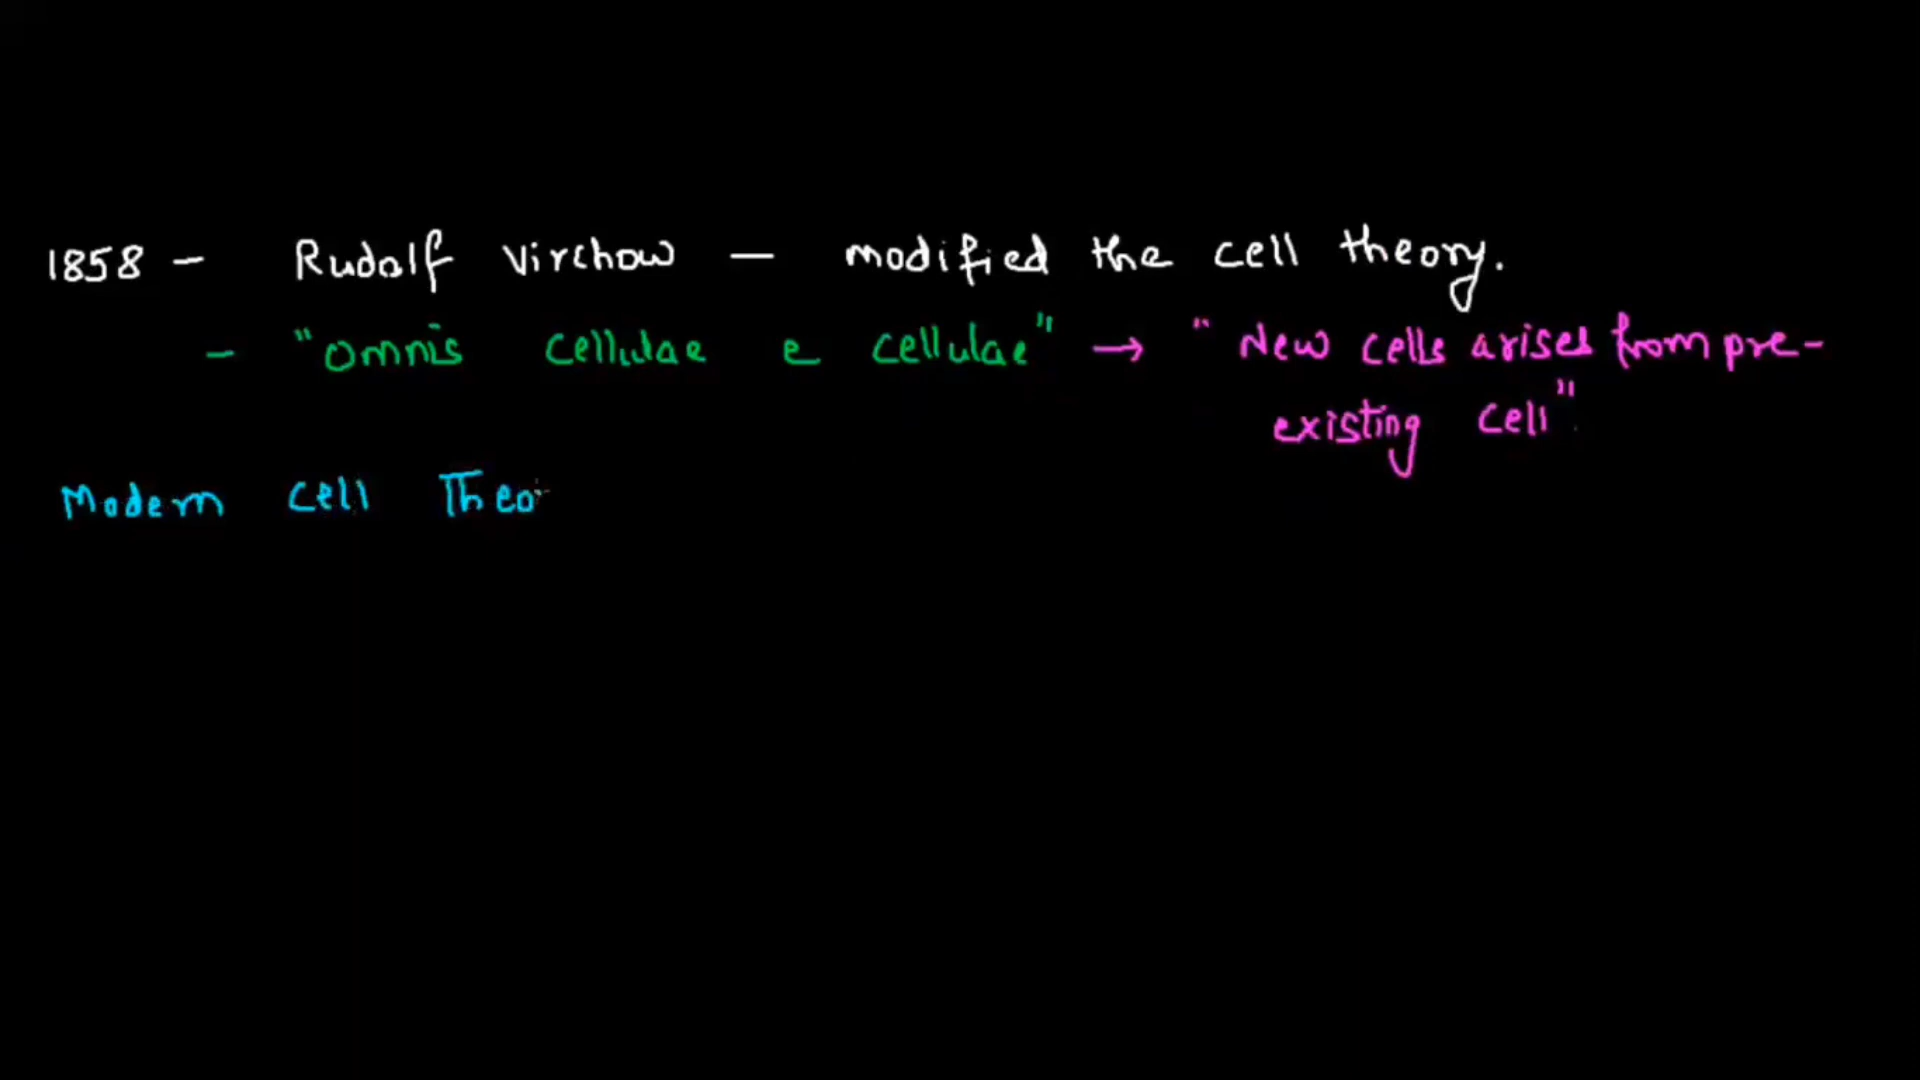 1858 - Rudolf Virchow — modified the cell theory.
- "omnis cellulae e cellulae" → "New cells arises from pre-
existing cell".
Modern cell Theo